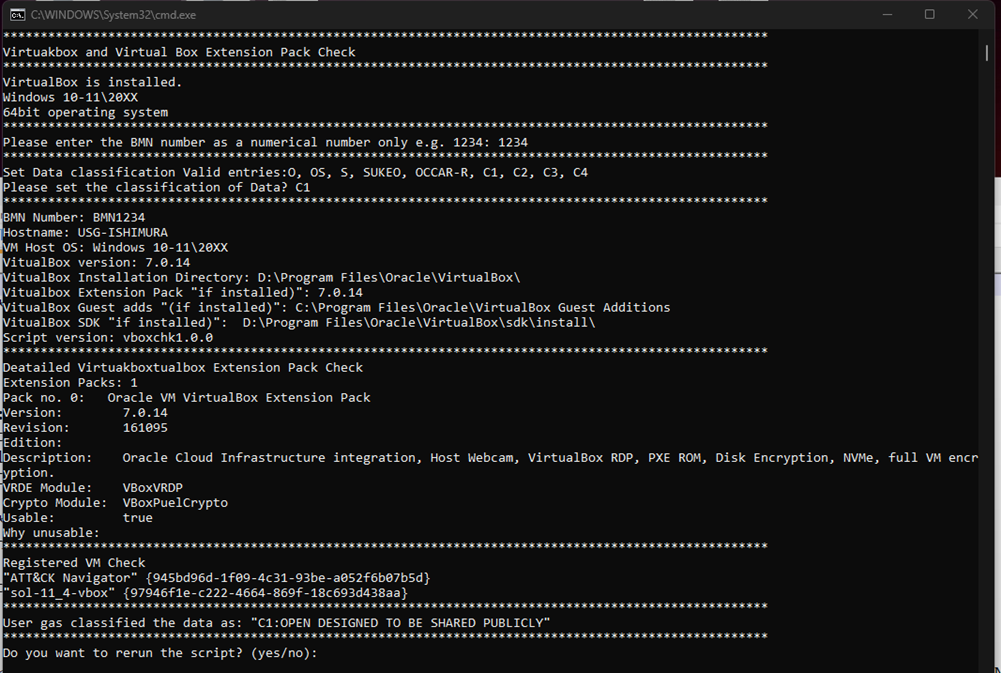 C:\WINDOWS\System32\cmd.exe
******************************************************************************************************
Virtuakbox and Virtual Box Extension Pack Check
******************************************************************************************************
VirtualBox is installed.
Windows 10-11\20XX
64bit operating system
******************************************************************************************************
Please enter the BMN number as a numerical number only e.g. 1234: 1234
******************************************************************************************************
Set Data classification Valid entries:O, OS, S, SUKEO, OCCAR-R, C1, C2, C3, C4
Please set the classification of Data? C1
******************************************************************************************************
BMN Number: BMN1234
Hostname: USG-ISHIMURA
VM Host OS: Windows 10-11\20XX
VitualBox version: 7.0.14
VitualBox Installation Directory: D:\Program Files\Oracle\VirtualBox\
Vitualbox Extension Pack "if installed)": 7.0.14
VitualBox Guest adds "(if installed)": C:\Program Files\Oracle\VirtualBox Guest Additions
VitualBox SDK "if installed)":  D:\Program Files\Oracle\VirtualBox\sdk\install\
Script version: vboxchk1.0.0
******************************************************************************************************
Deatailed Virtuakboxtualbox Extension Pack Check
Extension Packs: 1
Pack no. 0:   Oracle VM VirtualBox Extension Pack
Version:        7.0.14
Revision:       161095
Edition:
Description:    Oracle Cloud Infrastructure integration, Host Webcam, VirtualBox RDP, PXE ROM, Disk Encryption, NVMe, full VM encr
yption.
VRDE Module:    VBoxVRDP
Crypto Module:  VBoxPuelCrypto
Usable:         true
Why unusable:
******************************************************************************************************
Registered VM Check
"ATT&CK Navigator" {945bd96d-1f09-4c31-93be-a052f6b07b5d}
"sol-11_4-vbox" {97946f1e-c222-4664-869f-18c693d438aa}
******************************************************************************************************
User gas classified the data as: "C1:OPEN DESIGNED TO BE SHARED PUBLICLY"
******************************************************************************************************
Do you want to rerun the script? (yes/no):